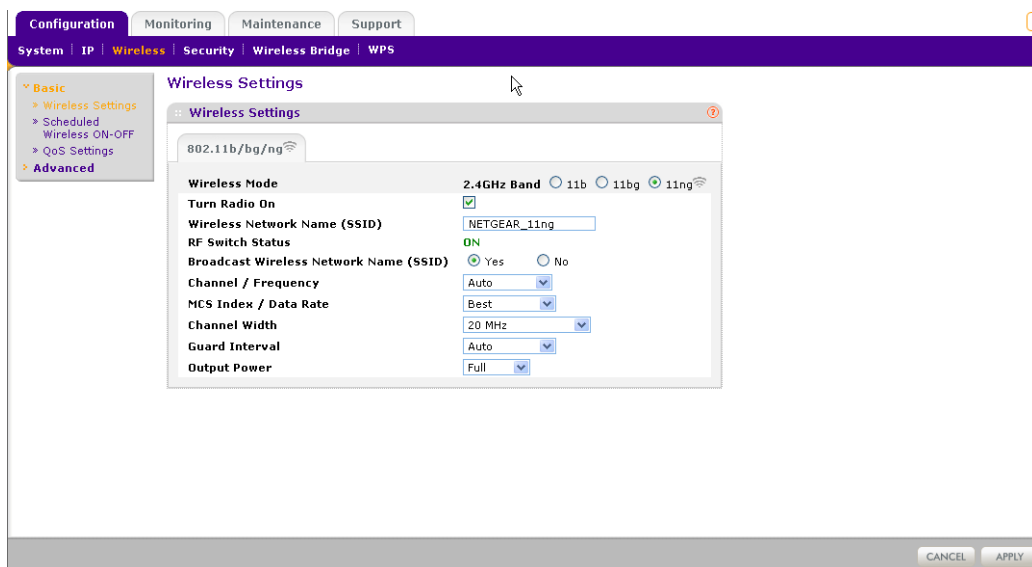 Configuration Monitoring Maintenance Support
System | IP | Wireless | Security | Wireless Bridge | WPS
Basic
» Wireless Settings
» Scheduled
Wireless ON-OFF
» QoS Settings
Advanced
Wireless Settings
Wireless Settings ?
802.11b/bg/ng
Wireless Mode 2.4GHz Band 11b 11bg 11ng
Turn Radio On
Wireless Network Name (SSID) NETGEAR_11ng
RF Switch Status ON
Broadcast Wireless Network Name (SSID) Yes No
Channel / Frequency Auto
MCS Index / Data Rate Best
Channel Width 20 MHz
Guard Interval Auto
Output Power Full
CANCEL APPLY